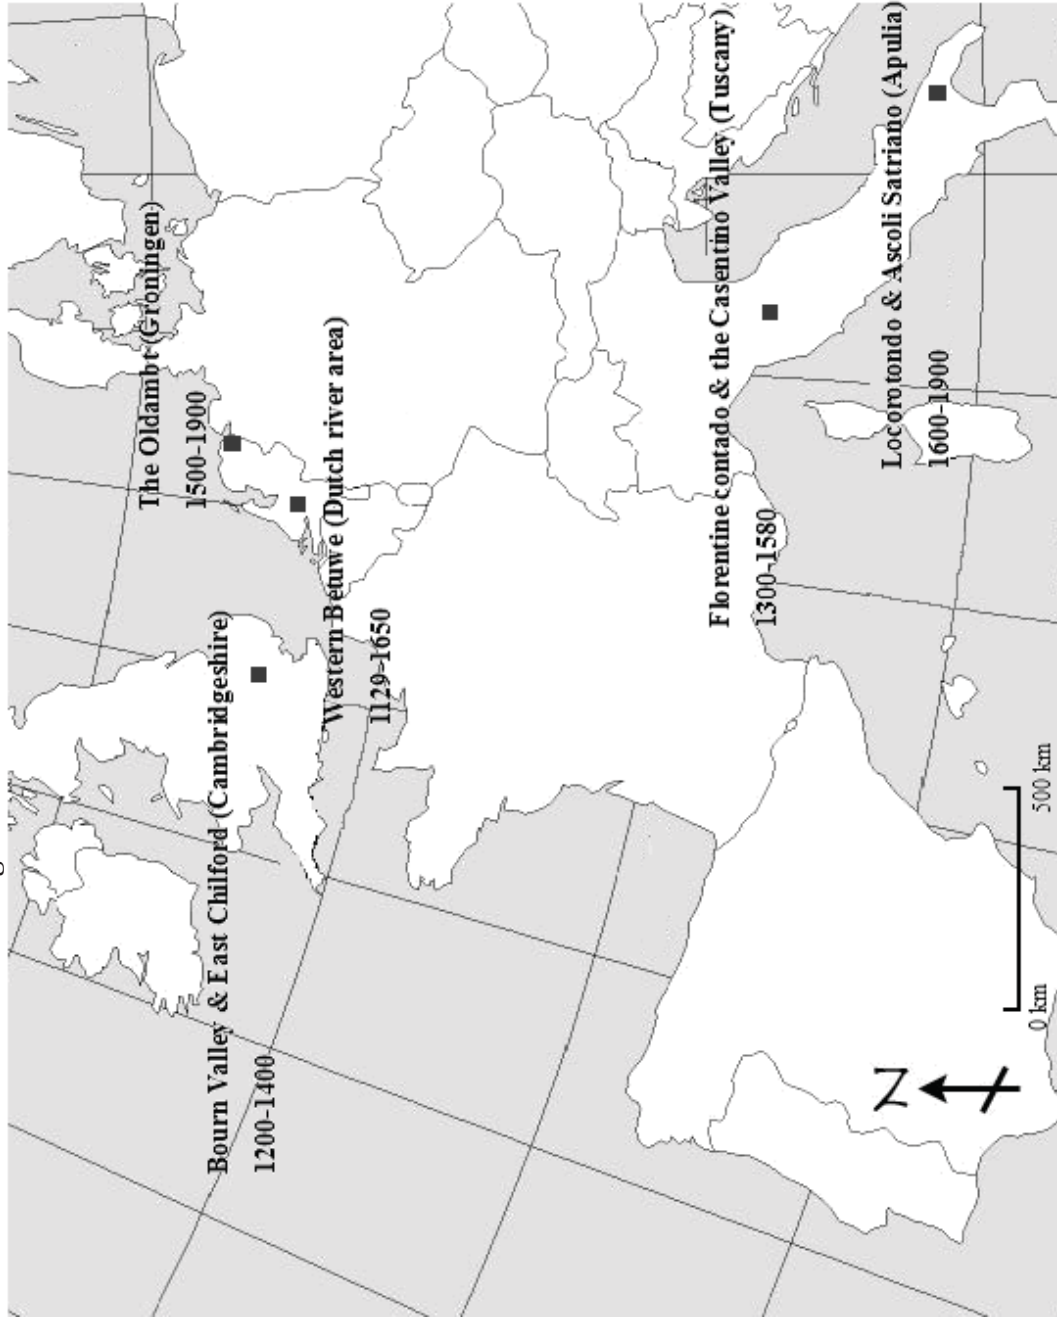 The Oldambt (Groningen)
1500-1900
Bourn Valley & East Chilford (Cambridgeshire)
1200-1400
Western Betuwe (Dutch river area)
1129-1650
Florentine contado & the Casentino Valley (Tuscany)
1300-1580
Locorotondo & Ascoli Satriano (Apulia)
1600-1900
N
0 km
500 km